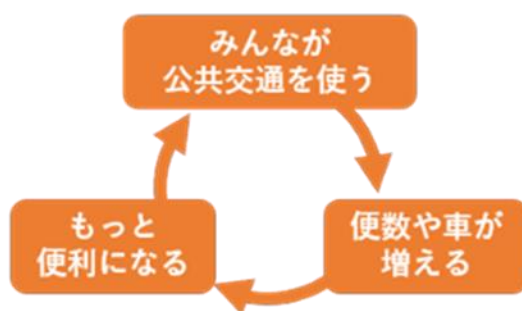 みんなが
公共交通を使う
便数や車が
増える
もっと
便利になる